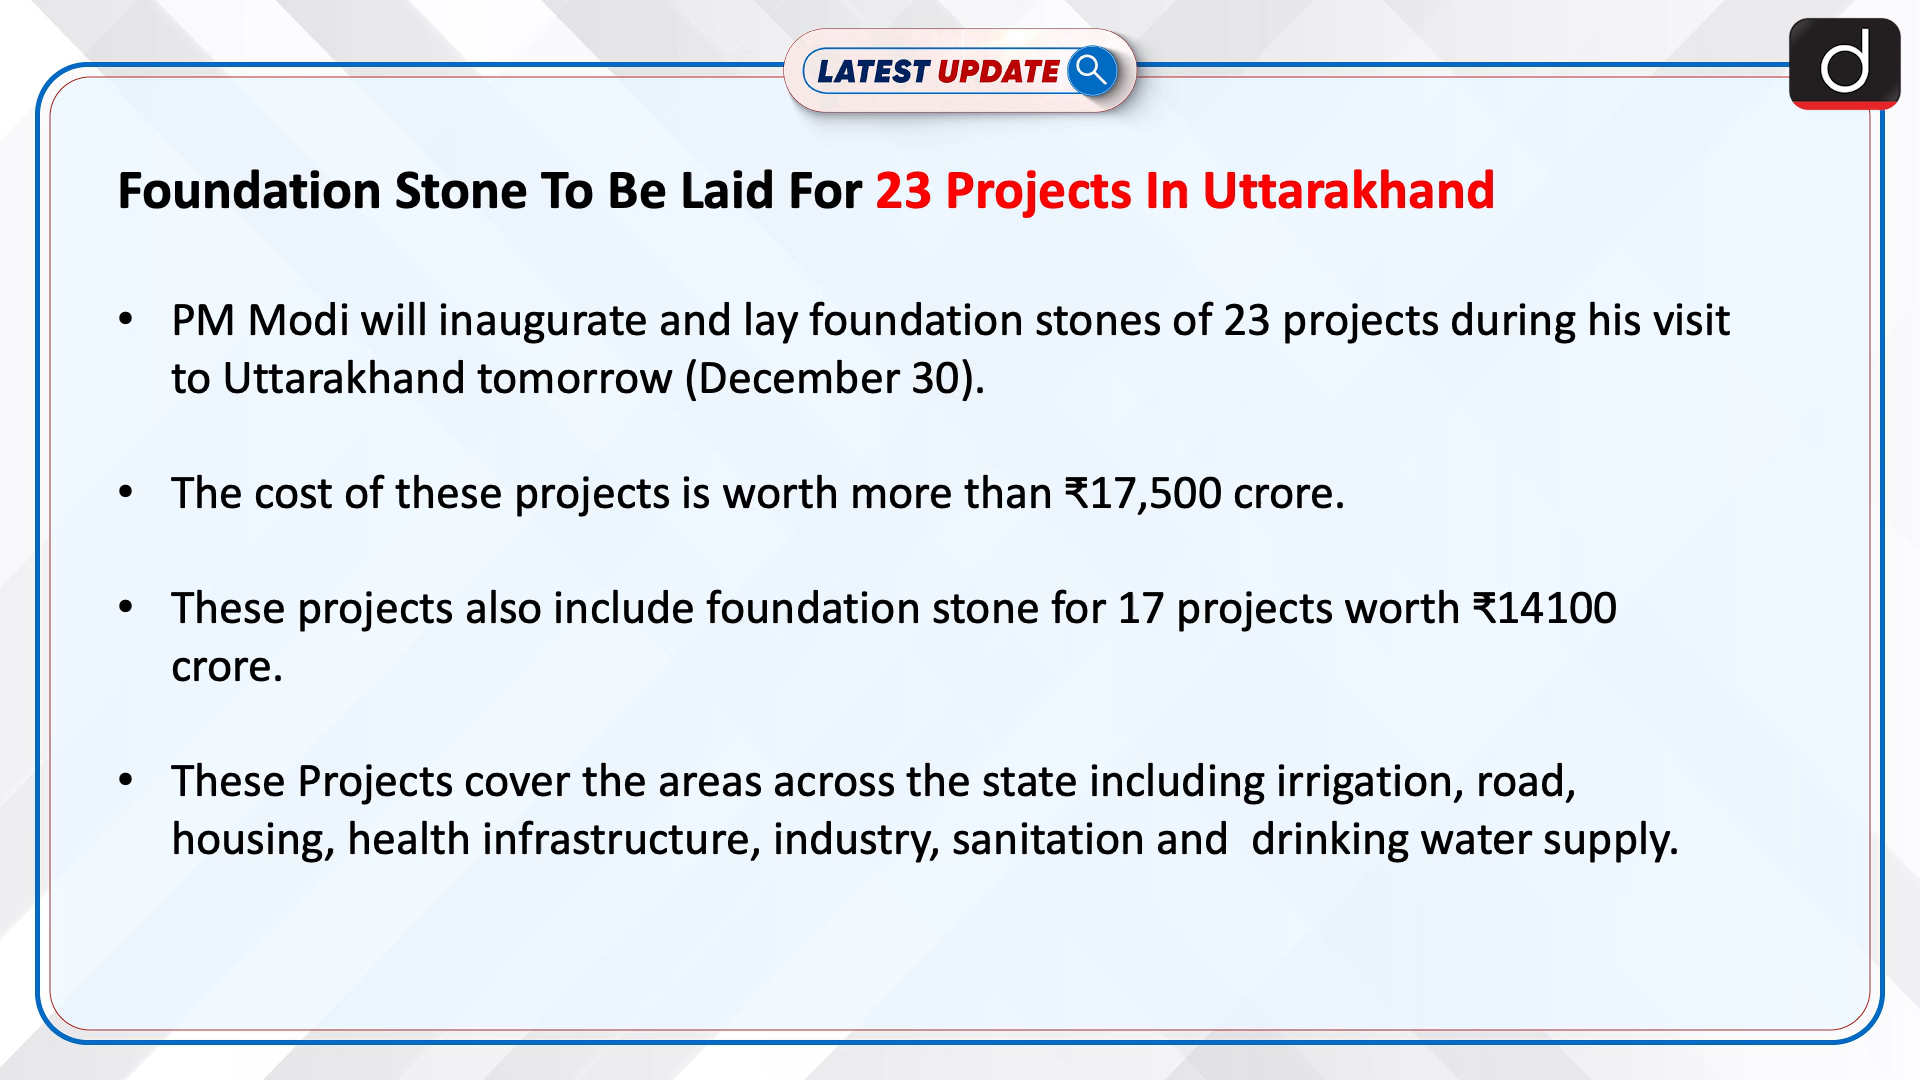 LATEST UPDATE
d
Foundation Stone To Be Laid For 23 Projects In Uttarakhand
• PM Modi will inaugurate and lay foundation stones of 23 projects during his visit
to Uttarakhand tomorrow (December 30).
• The cost of these projects is worth more than ₹17,500 crore.
• These projects also include foundation stone for 17 projects worth ₹14100
crore.
• These Projects cover the areas across the state including irrigation, road,
housing, health infrastructure, industry, sanitation and  drinking water supply.